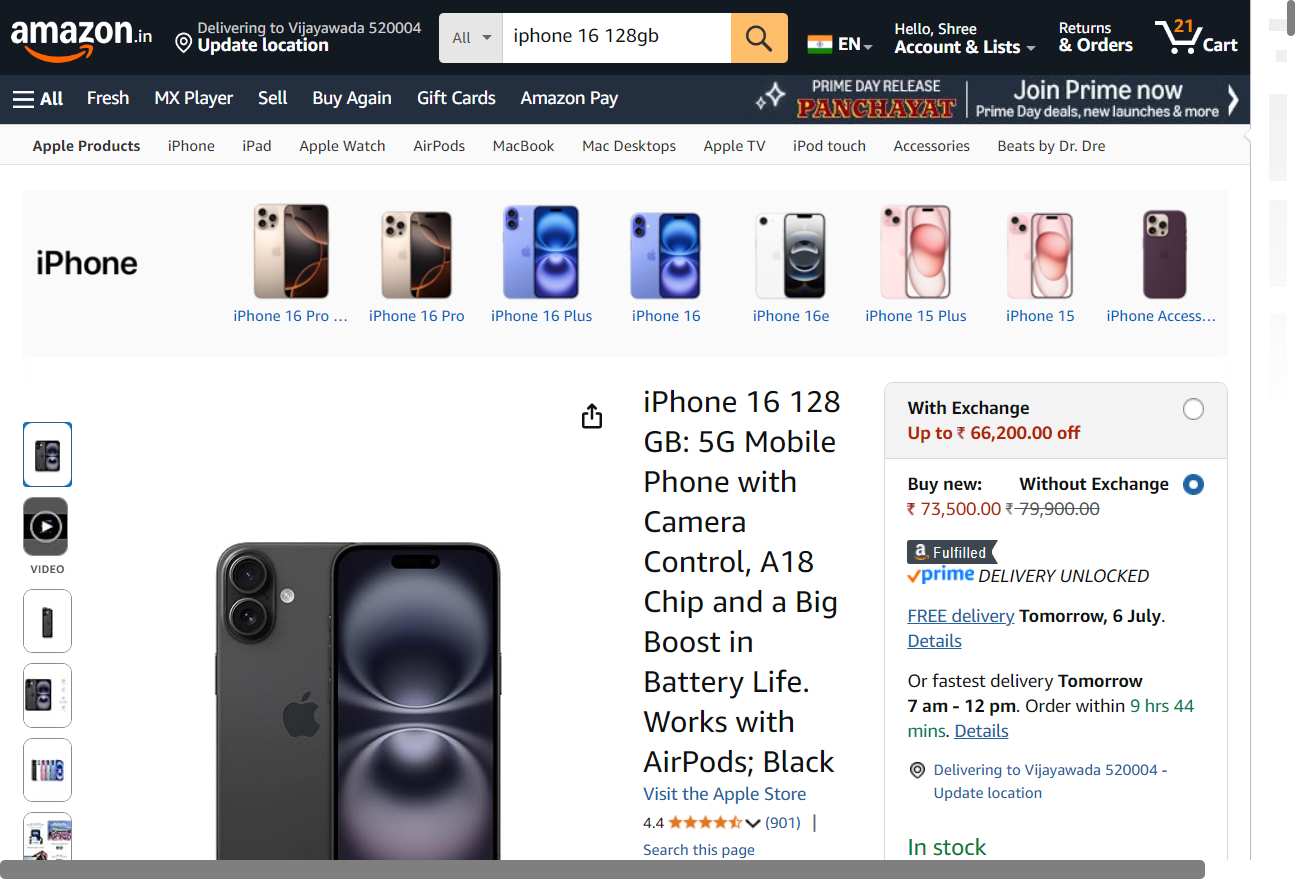 amazon.in
Delivering to Vijayawada 520004
Update location
All
iphone 16 128gb
EN
Hello, Shree
Account & Lists
Returns
& Orders
21
Cart
All
Fresh
MX Player
Sell
Buy Again
Gift Cards
Amazon Pay
PRIME DAY RELEASE
PANCHAYAT
Join Prime now
Prime Day deals, new launches & more
Apple Products
iPhone
iPad
Apple Watch
AirPods
MacBook
Mac Desktops
Apple TV
iPod touch
Accessories
Beats by Dr. Dre
iPhone
iPhone 16 Pro …
iPhone 16 Pro
iPhone 16 Plus
iPhone 16
iPhone 16e
iPhone 15 Plus
iPhone 15
iPhone Access…
VIDEO
iPhone 16 128
GB: 5G Mobile
Phone with
Camera
Control, A18
Chip and a Big
Boost in
Battery Life.
Works with
AirPods; Black
Visit the Apple Store
4.4
(901)
Search this page
With Exchange
Up to ₹ 66,200.00 off
Buy new:
Without Exchange
₹ 73,500.00 ₹ 79,900.00
a Fulfilled
prime DELIVERY UNLOCKED
FREE delivery Tomorrow, 6 July.
Details
Or fastest delivery Tomorrow
7 am - 12 pm. Order within 9 hrs 44
mins. Details
Delivering to Vijayawada 520004 -
Update location
In stock